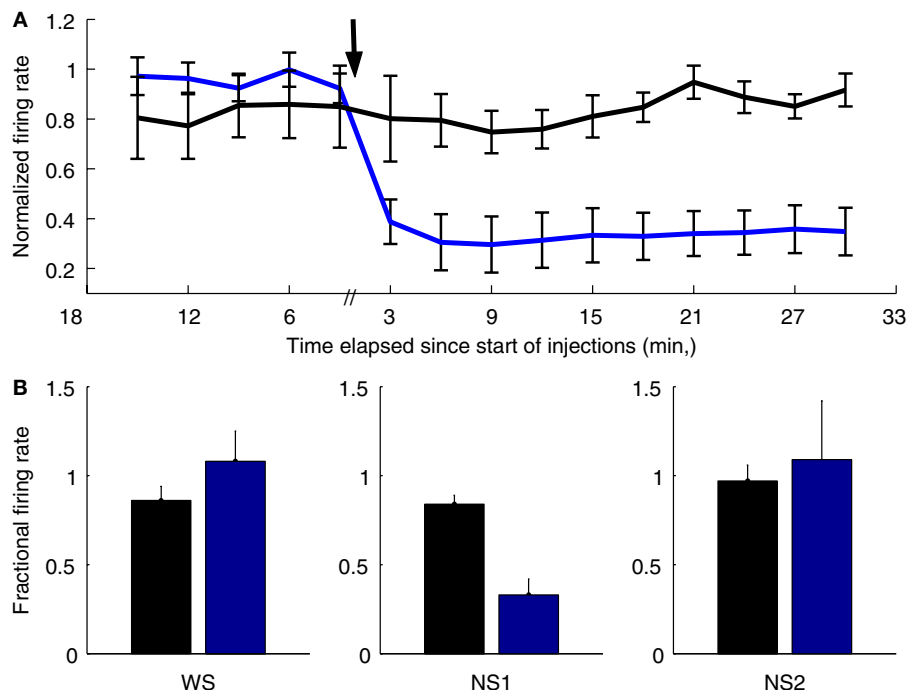 A
1.2
1
0.8
0.6
0.4
0.2
Normalized firing rate
18 12 6 // 3 9 15 21 27 33
Time elapsed since start of injections (min,)
B
1.5 1.5 1.5
1 1 1
0.5 0.5 0.5
0 0 0
Fractional firing rate
WS NS1 NS2